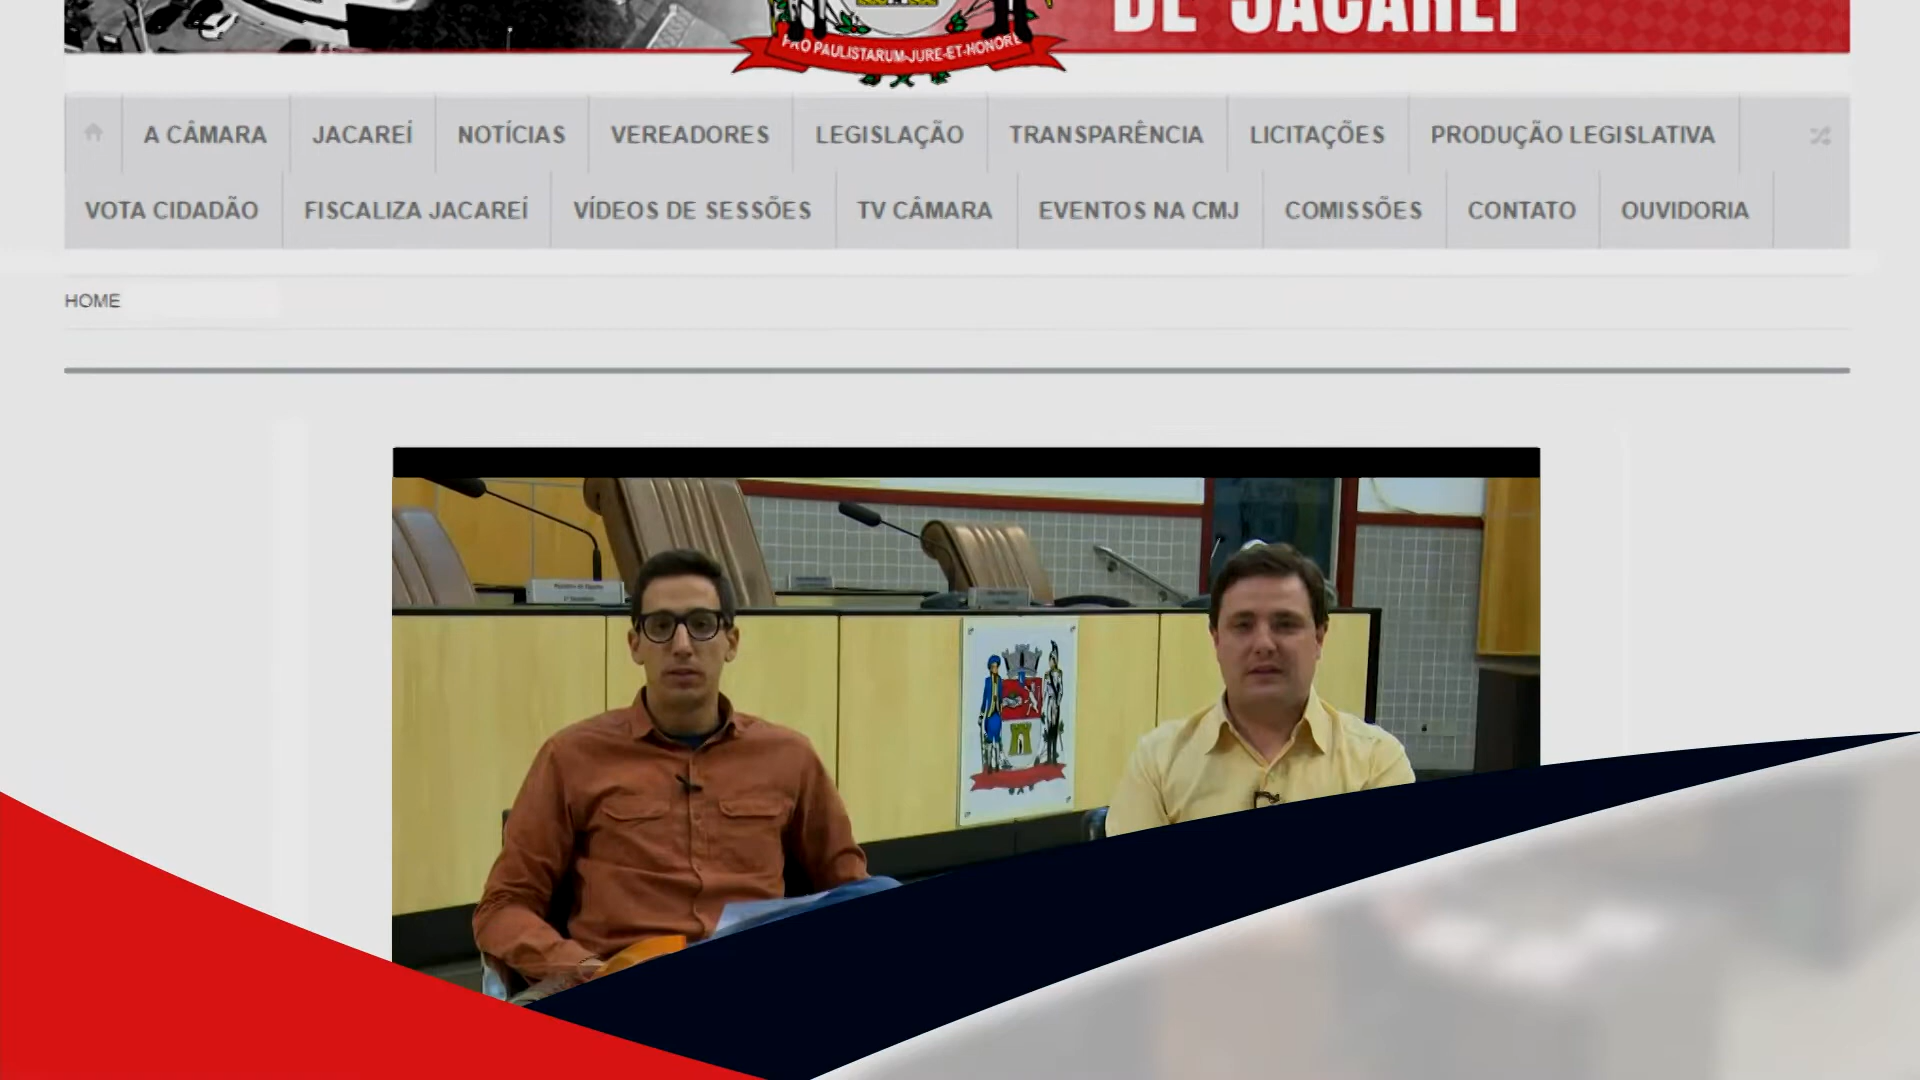 DE JACAREÍ
PRO PAULISTARUM JURE ET HONORE
A CÂMARA JACAREÍ NOTÍCIAS VEREADORES LEGISLAÇÃO TRANSPARÊNCIA LICITAÇÕES PRODUÇÃO LEGISLATIVA
VOTA CIDADÃO FISCALIZA JACAREÍ VÍDEOS DE SESSÕES TV CÂMARA EVENTOS NA CMJ COMISSÕES CONTATO OUVIDORIA
HOME